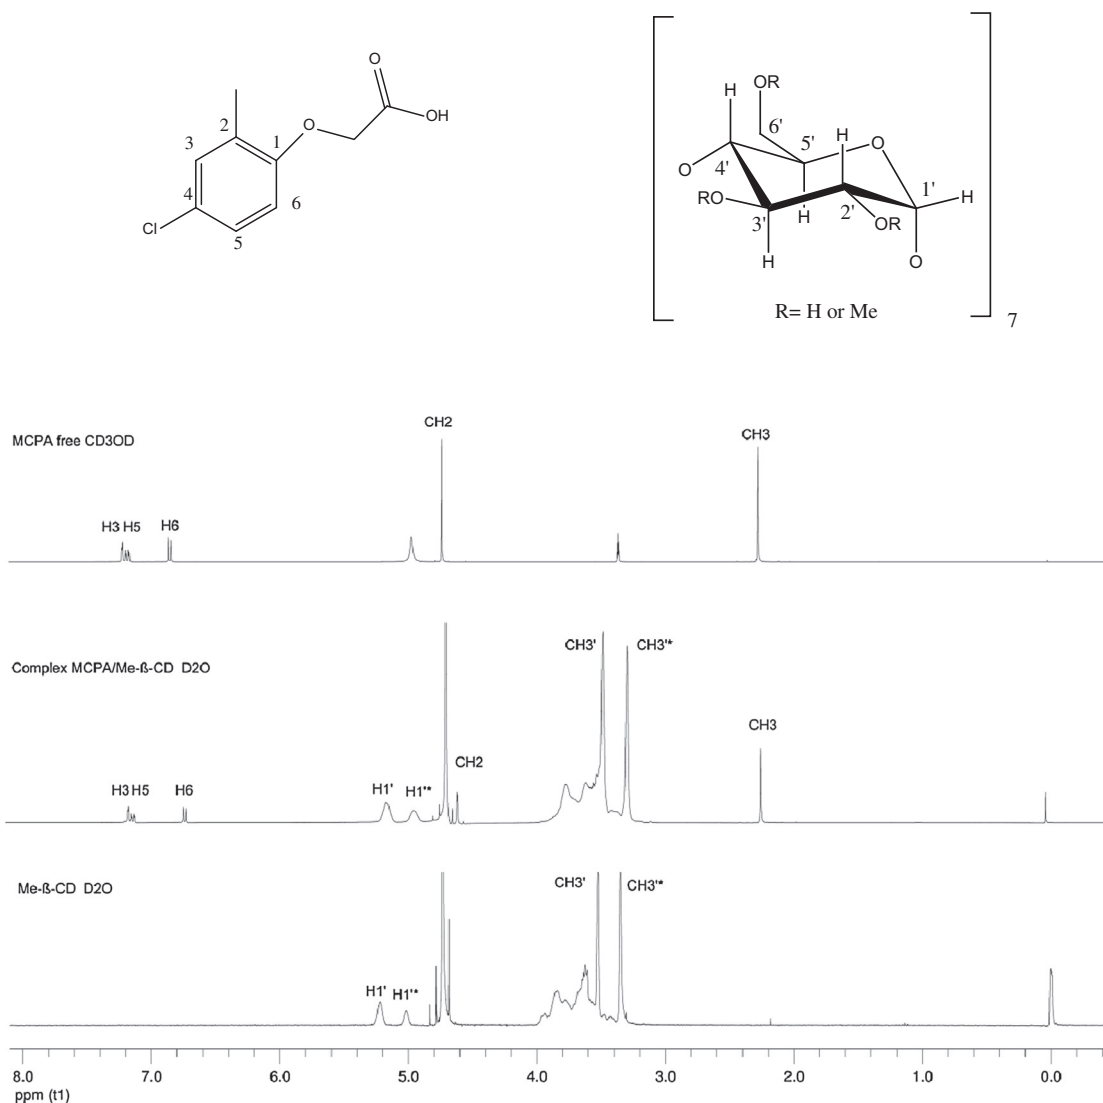 O
OH
O
2
3
1
4
6
Cl
5
OR
H
6'
H
5'
O
4'
O
1'
H
RO
H
2'
3'
OR
H
O
R= H or Me
7
CH2
CH3
MCPA free CD3OD
H3 H5
H6
CH3'
CH3'*
Complex MCPA/Me-ß-CD D2O
CH3
CH2
H3 H5
H6
H1'
H1'*
Me-ß-CD D2O
CH3'
CH3'*
H1'
H1'*
8.0 7.0 6.0 5.0 4.0 3.0 2.0 1.0 0.0
ppm (t1)